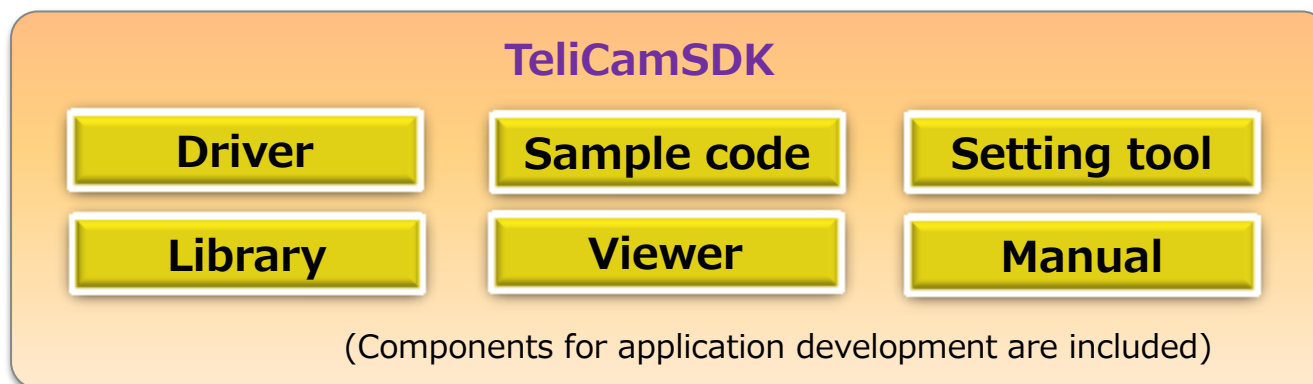 TeliCamSDK
Driver
Sample code
Setting tool
Library
Viewer
Manual
(Components for application development are included)